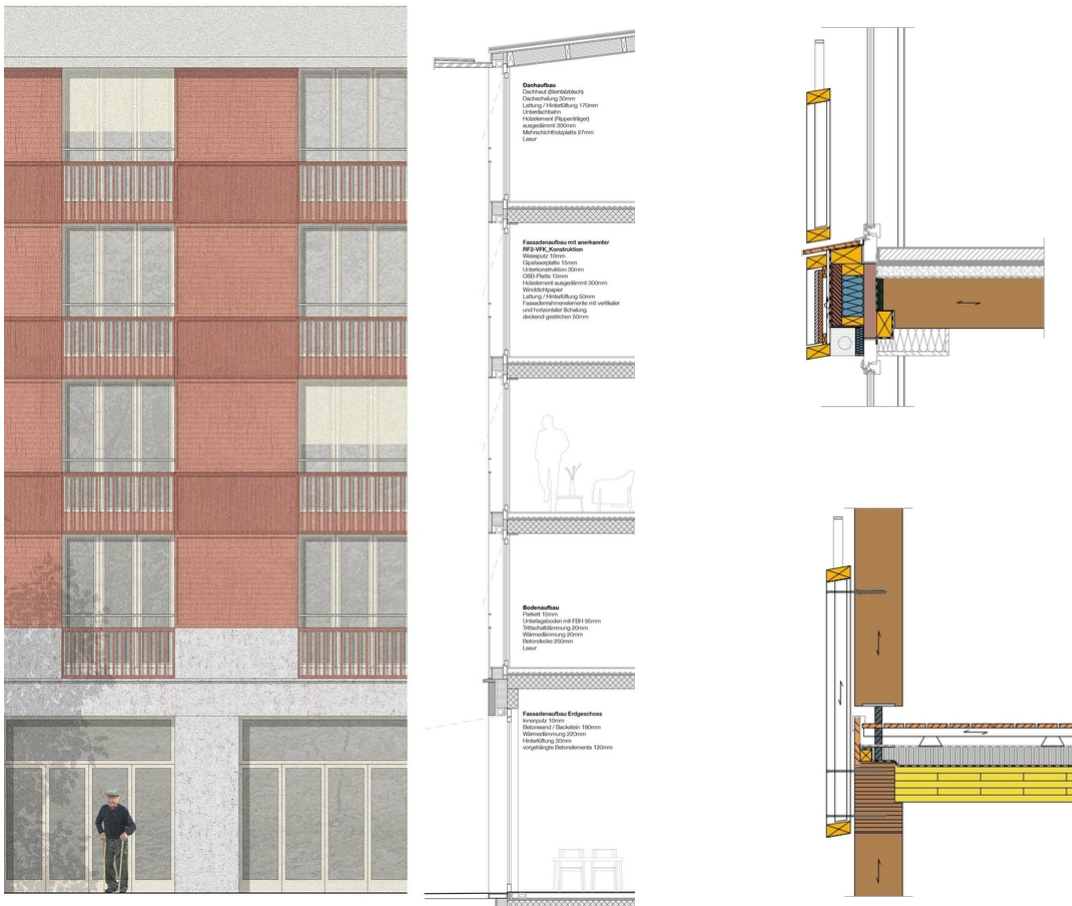 Dachaufbau
Dachhaut (Stehfalzblech)
Dachschalung 30mm
Lattung / Hinterlüftung 170mm
Unterdachbahn
Holzelement (Rippenträger)
ausgedämmt 300mm
Mehrschichtholzplatte 27mm
Lasur
Fassadenaufbau mit anerkannter
RF2-VFK_Konstruktion
Weissputz 10mm
Gipsfaserplatte 15mm
Unterkonstruktion 30mm
OSB-Platte 15mm
Holzelement ausgedämmt 300mm
Winddichtpapier
Lattung / Hinterlüftung 50mm
Fassadenrahmenelemente mit vertikaler
und horizontaler Schalung
deckend gestrichen 50mm
Bodenaufbau
Parkett 15mm
Unterlagsboden mit FBH 95mm
Trittschalldämmung 20mm
Wärmedämmung 20mm
Betondecke 250mm
Lasur
Fassadenaufbau Erdgeschoss
Innenputz 10mm
Betonwand / Backstein 180mm
Wärmedämmung 220mm
Hinterlüftung 30mm
vorgehängte Betonelemente 120mm